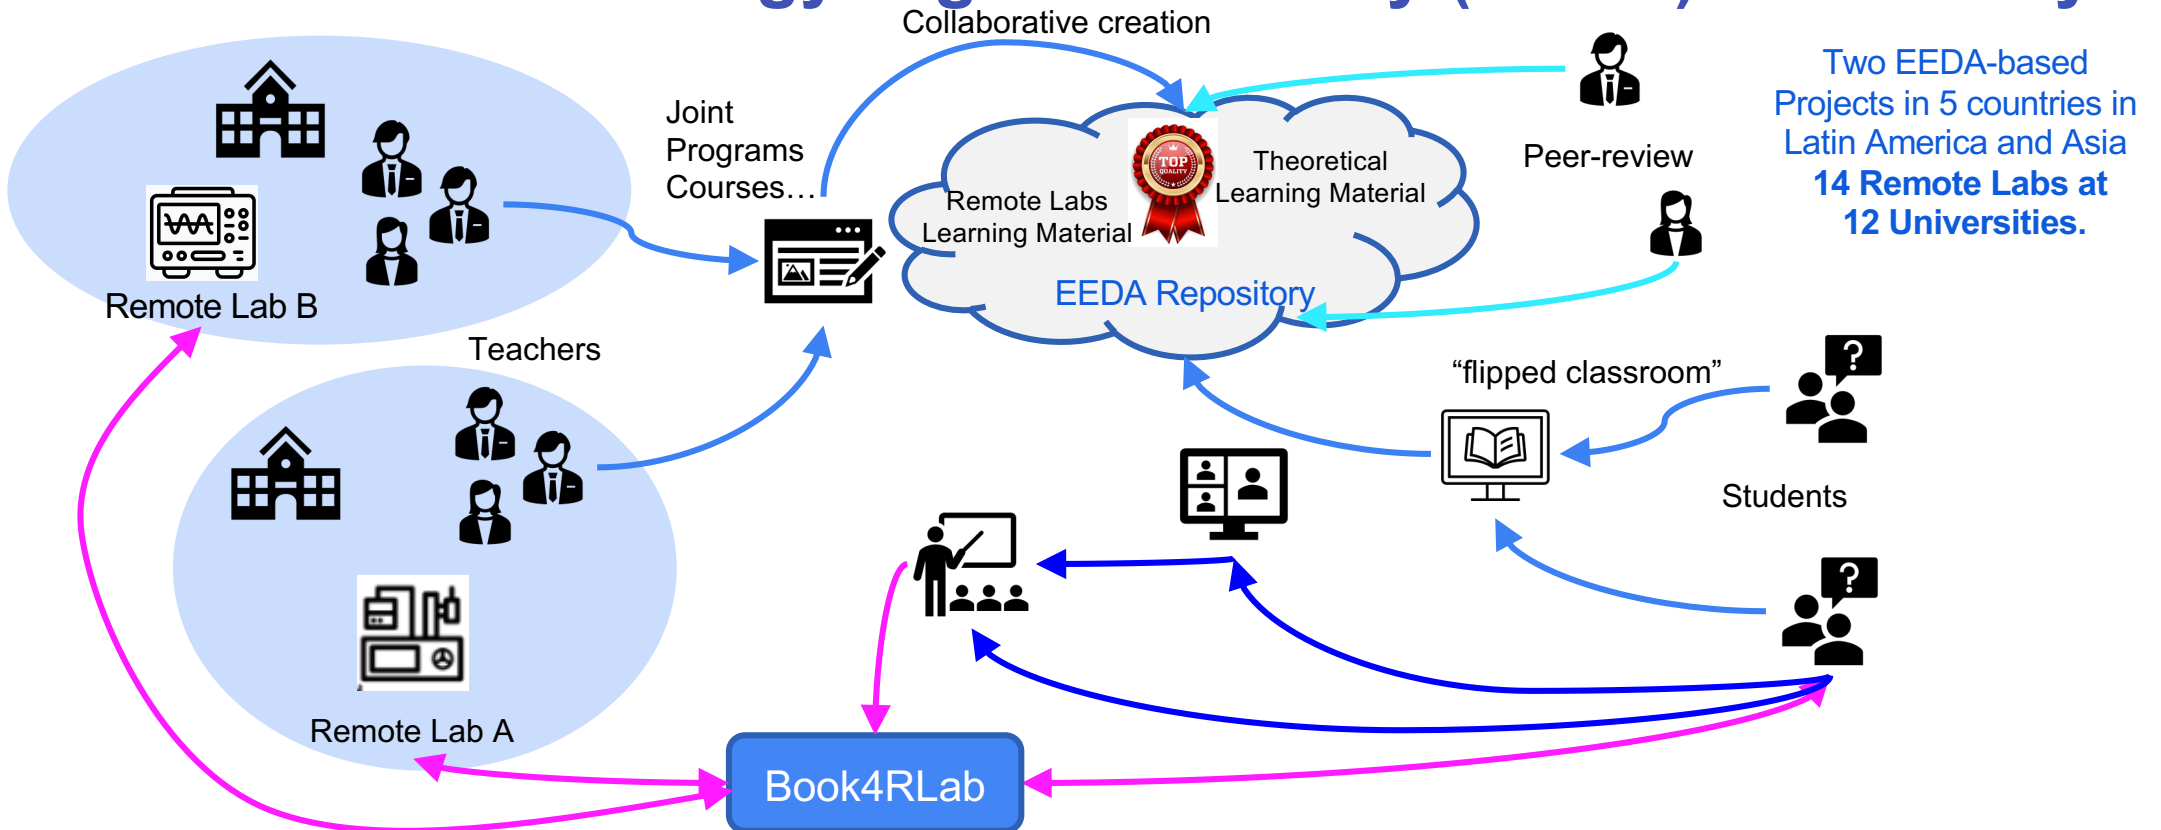 Collaborative creation
Joint
Programs
Courses…
Remote Labs
Learning Material
TOP
QUALITY
Theoretical
Learning Material
EEDA Repository
Peer-review
Two EEDA-based
Projects in 5 countries in
Latin America and Asia
14 Remote Labs at
12 Universities.
Remote Lab B
Teachers
“flipped classroom”
?
Students
?
Remote Lab A
Book4RLab